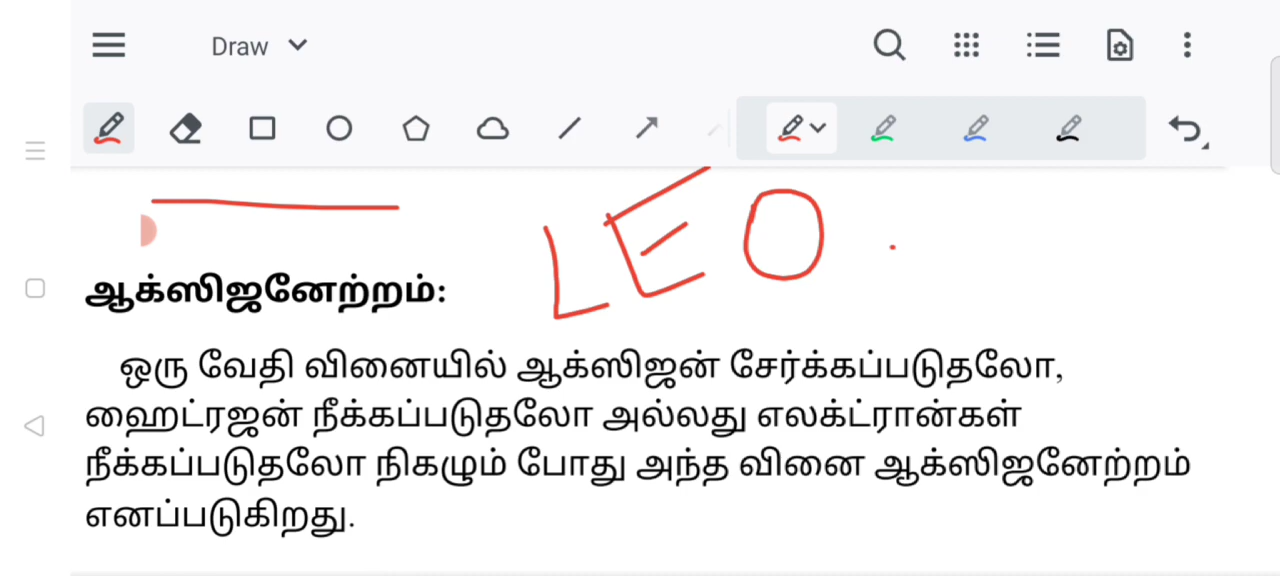 Draw
LEO
ஆக்ஸிஜனேற்றம்:
ஒரு வேதி வினையில் ஆக்ஸிஜன் சேர்க்கப்படுதலோ,
ஹைட்ரஜன் நீக்கப்படுதலோ அல்லது எலக்ட்ரான்கள்
நீக்கப்படுதலோ நிகழும் போது அந்த வினை ஆக்ஸிஜனேற்றம்
எனப்படுகிறது.